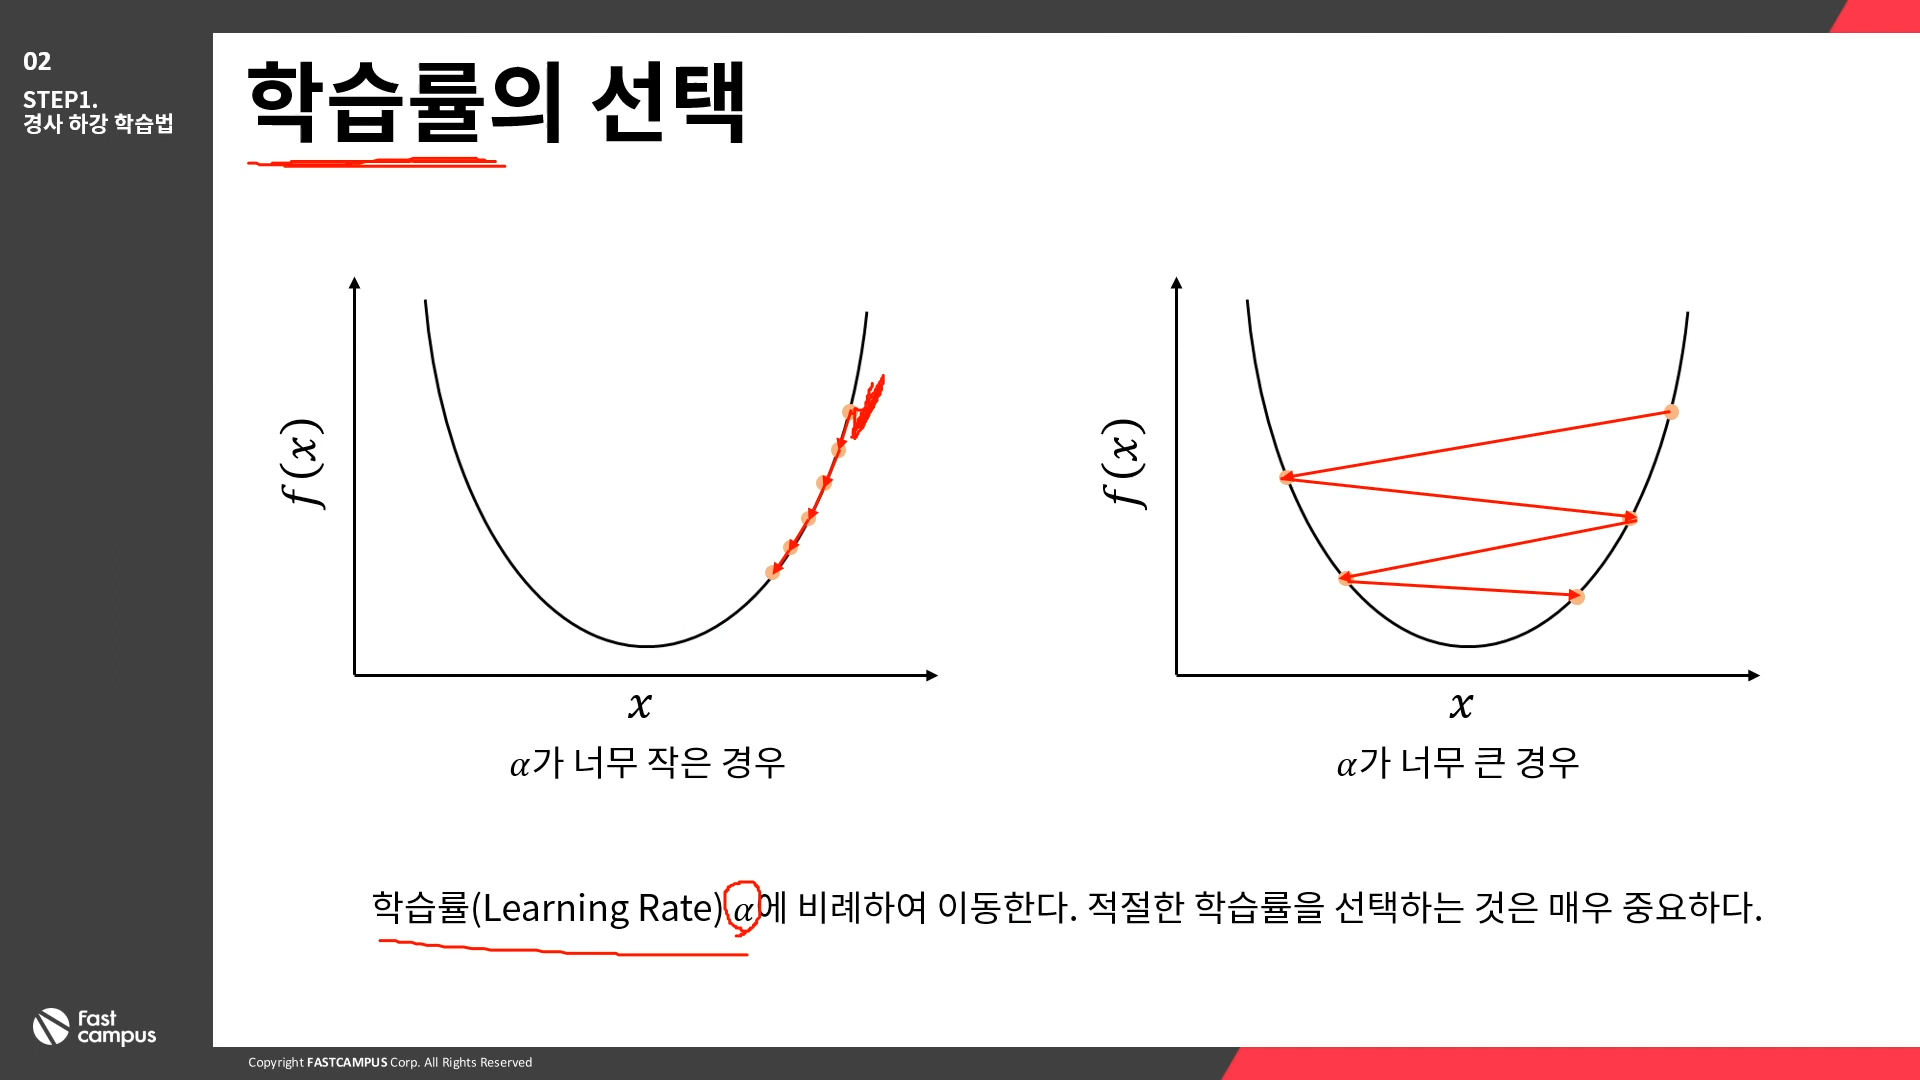 02
STEP1.
경사 하강 학습법
학습률의 선택
f(x)
x
α가 너무 작은 경우
f(x)
x
α가 너무 큰 경우
학습률(Learning Rate) α에 비례하여 이동한다. 적절한 학습률을 선택하는 것은 매우 중요하다.
Fast
campus
Copyright FASTCAMPUS Corp. All Rights Reserved